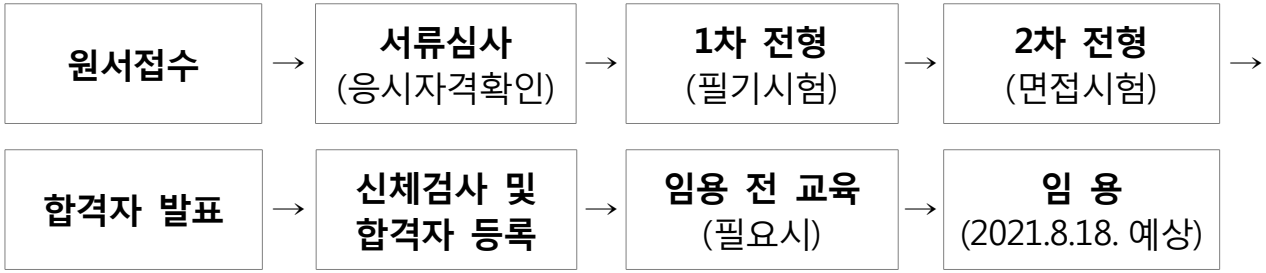 원서접수 → 서류심사 → 1차 전형 → 2차 전형 →
(응시자격확인) (필기시험) (면접시험)
합격자 발표 → 신체검사 및 → 임용 전 교육 → 임 용
합격자 등록 (필요시) (2021.8.18. 예상)